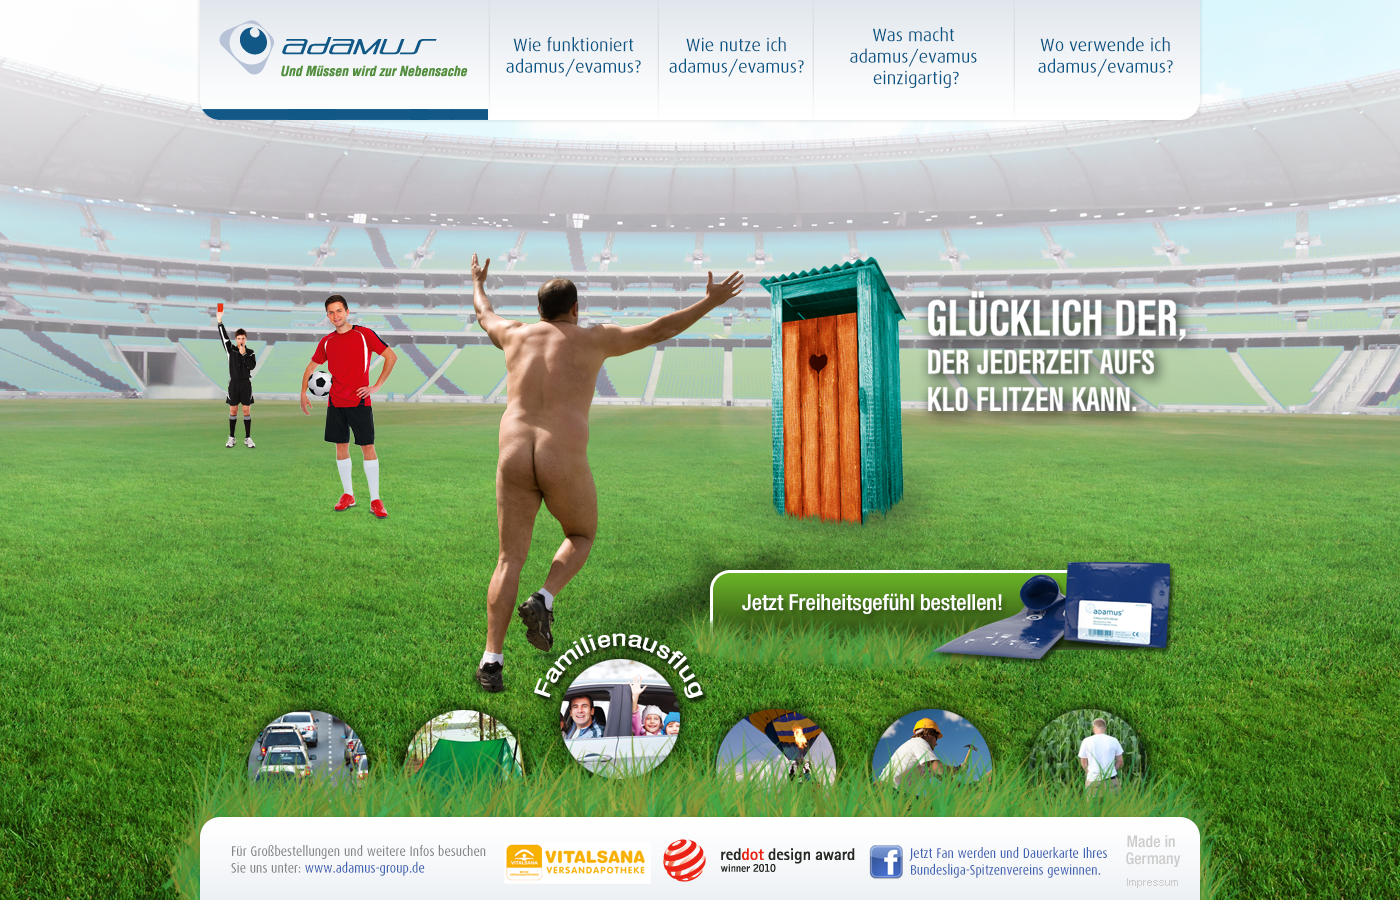 adamus
Und Müssen wird zur Nebensache
Wie funktioniert
adamus/evamus?
Wie nutze ich
adamus/evamus?
Was macht
adamus/evamus
einzigartig?
Wo verwende ich
adamus/evamus?
GLÜCKLICH DER,
DER JEDERZEIT AUFS
KLO FLITZEN KANN.
Jetzt Freiheitsgefühl bestellen!
adamus
Familienausflug
Für Großbestellungen und weitere Infos besuchen
Sie uns unter: www.adamus-group.de
VITALSANA
VITALSANA
VERSANDAPOTHEKE
reddot design award
winner 2010
Jetzt Fan werden und Dauerkarte Ihres
Bundesliga-Spitzenvereins gewinnen.
Made in
Germany
Impressum